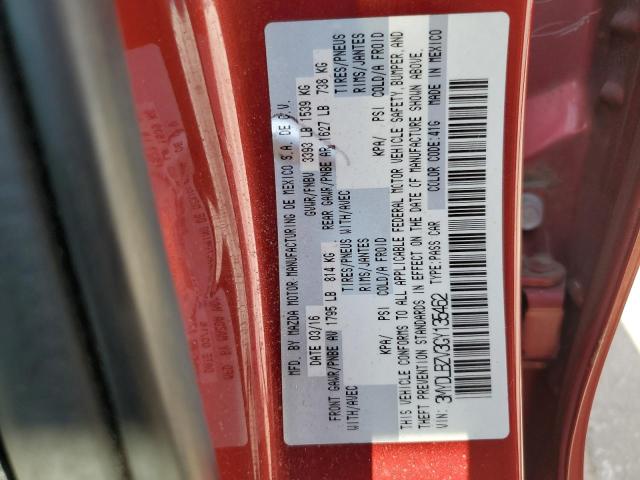 MFD. BY MAZDA MOTOR MANUFACTURING DE MEXICO S.A. DE C.V.
DATE 03/16 GVWR/PNBV 3393 LB 1539 KG
FRONT GAWR/PNBE AV 1795 LB 814 KG REAR GAWR/PNBE AR 1627 LB 738 KG
WITH/AVEC TIRES/PNEUS WITH/AVEC TIRES/PNEUS
RIMS/JANTES RIMS/JANTES
KPA/ PSI COLD/A FROID KPA/ PSI COLD/A FROID
THIS VEHICLE CONFORMS TO ALL APPLICABLE FEDERAL MOTOR VEHICLE SAFETY, BUMPER, AND
THEFT PREVENTION STANDARDS IN EFFECT ON THE DATE OF MANUFACTURE SHOWN ABOVE.
VIN: 3MYDLBZV3GY135462 TYPE:PASS CAR COLOR CODE:41G MADE IN MEXICO